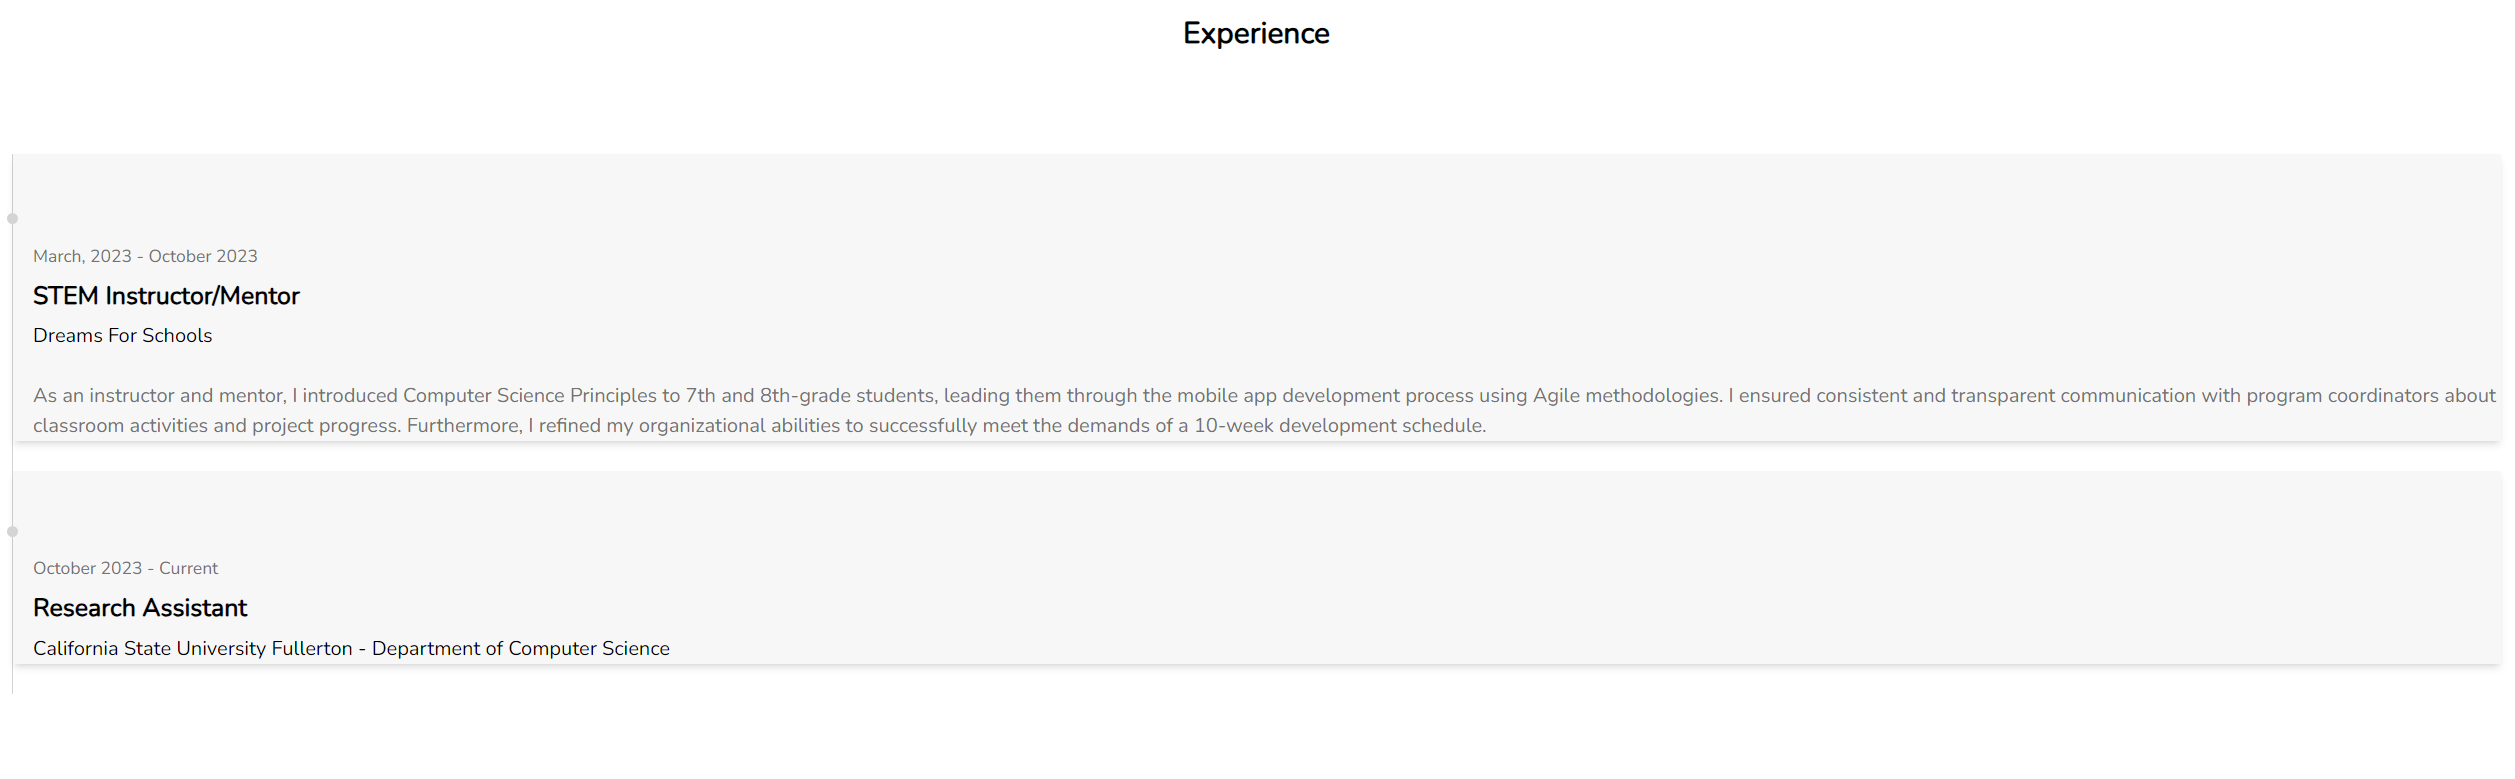 Experience
March, 2023 - October 2023
STEM Instructor/Mentor
Dreams For Schools
As an instructor and mentor, I introduced Computer Science Principles to 7th and 8th-grade students, leading them through the mobile app development process using Agile methodologies. I ensured consistent and transparent communication with program coordinators about
classroom activities and project progress. Furthermore, I refined my organizational abilities to successfully meet the demands of a 10-week development schedule.
October 2023 - Current
Research Assistant
California State University Fullerton - Department of Computer Science